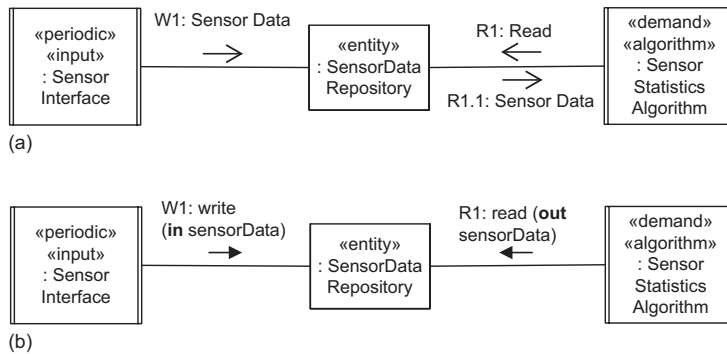 W1: Sensor Data
«periodic»
«input»
: Sensor
Interface
«entity»
: SensorData
Repository
R1: Read
R1.1: Sensor Data
«demand»
«algorithm»
: Sensor
Statistics
Algorithm
(a)
«periodic»
«input»
: Sensor
Interface
W1: write
(in sensorData)
«entity»
: SensorData
Repository
R1: read (out
sensorData)
«demand»
«algorithm»
: Sensor
Statistics
Algorithm
(b)